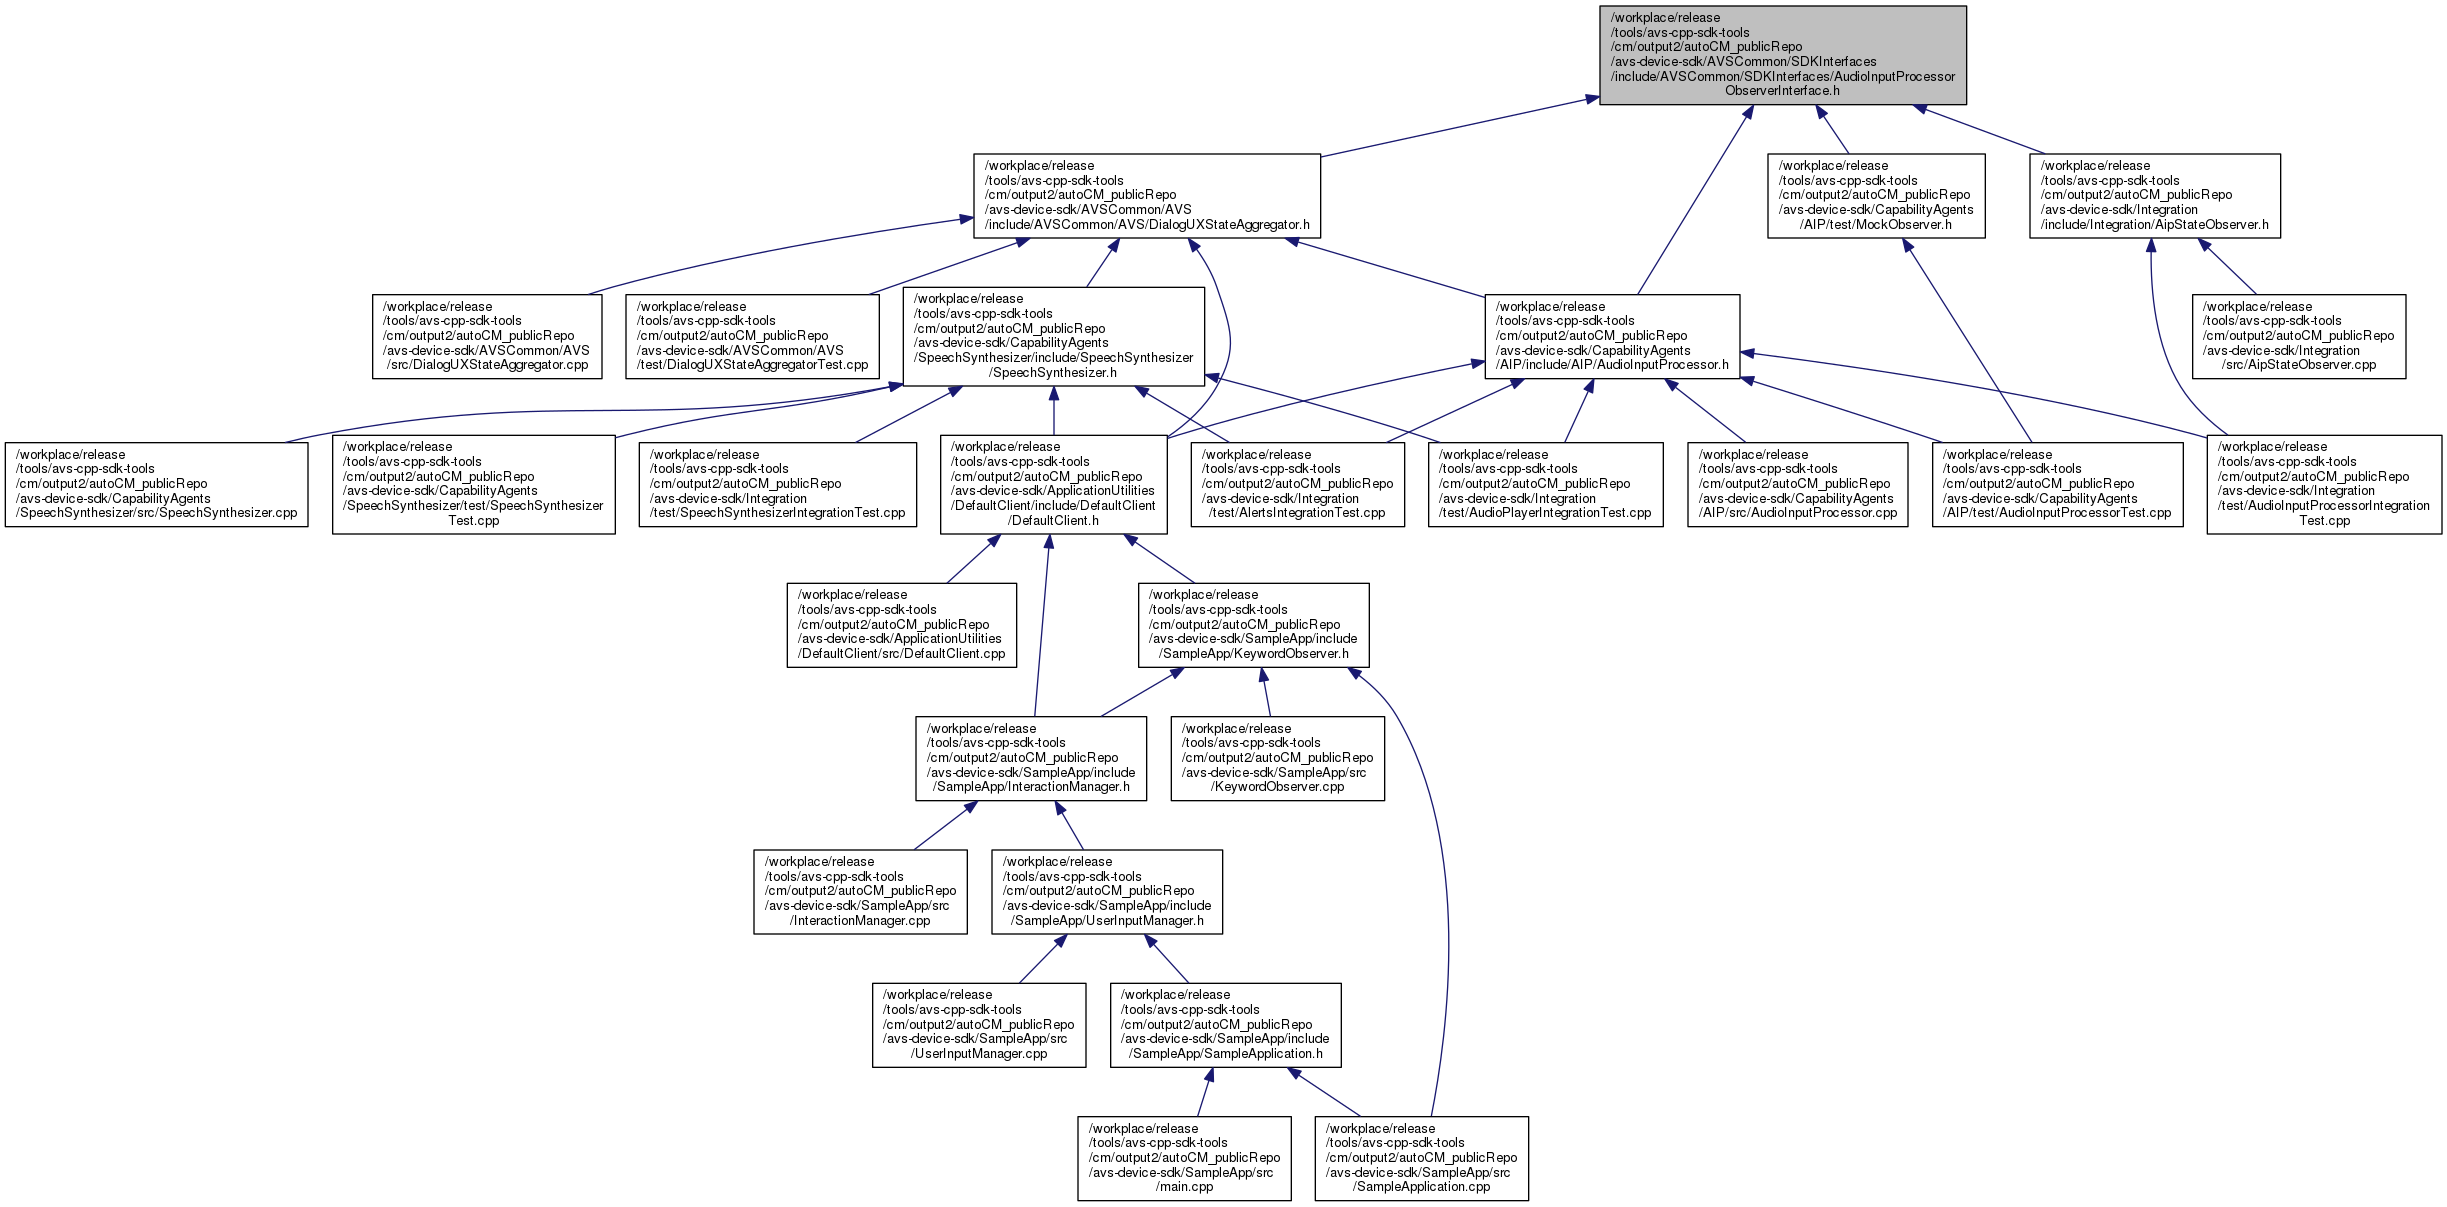 /workplace/release
/tools/avs-cpp-sdk-tools
/cm/output2/autoCM_publicRepo
/avs-device-sdk/AVSCommon/SDKInterfaces
/include/AVSCommon/SDKInterfaces/AudioInputProcessor
ObserverInterface.h
/workplace/release
/tools/avs-cpp-sdk-tools
/cm/output2/autoCM_publicRepo
/avs-device-sdk/AVSCommon/AVS
/include/AVSCommon/AVS/DialogUXStateAggregator.h
/workplace/release
/tools/avs-cpp-sdk-tools
/cm/output2/autoCM_publicRepo
/avs-device-sdk/CapabilityAgents
/AIP/test/MockObserver.h
/workplace/release
/tools/avs-cpp-sdk-tools
/cm/output2/autoCM_publicRepo
/avs-device-sdk/Integration
/include/Integration/AipStateObserver.h
/workplace/release
/tools/avs-cpp-sdk-tools
/cm/output2/autoCM_publicRepo
/avs-device-sdk/AVSCommon/AVS
/src/DialogUXStateAggregator.cpp
/workplace/release
/tools/avs-cpp-sdk-tools
/cm/output2/autoCM_publicRepo
/avs-device-sdk/AVSCommon/AVS
/test/DialogUXStateAggregatorTest.cpp
/workplace/release
/tools/avs-cpp-sdk-tools
/cm/output2/autoCM_publicRepo
/avs-device-sdk/CapabilityAgents
/SpeechSynthesizer/include/SpeechSynthesizer
/SpeechSynthesizer.h
/workplace/release
/tools/avs-cpp-sdk-tools
/cm/output2/autoCM_publicRepo
/avs-device-sdk/CapabilityAgents
/AIP/include/AIP/AudioInputProcessor.h
/workplace/release
/tools/avs-cpp-sdk-tools
/cm/output2/autoCM_publicRepo
/avs-device-sdk/Integration
/src/AipStateObserver.cpp
/workplace/release
/tools/avs-cpp-sdk-tools
/cm/output2/autoCM_publicRepo
/avs-device-sdk/CapabilityAgents
/SpeechSynthesizer/src/SpeechSynthesizer.cpp
/workplace/release
/tools/avs-cpp-sdk-tools
/cm/output2/autoCM_publicRepo
/avs-device-sdk/CapabilityAgents
/SpeechSynthesizer/test/SpeechSynthesizer
Test.cpp
/workplace/release
/tools/avs-cpp-sdk-tools
/cm/output2/autoCM_publicRepo
/avs-device-sdk/Integration
/test/SpeechSynthesizerIntegrationTest.cpp
/workplace/release
/tools/avs-cpp-sdk-tools
/cm/output2/autoCM_publicRepo
/avs-device-sdk/ApplicationUtilities
/DefaultClient/include/DefaultClient
/DefaultClient.h
/workplace/release
/tools/avs-cpp-sdk-tools
/cm/output2/autoCM_publicRepo
/avs-device-sdk/Integration
/test/AlertsIntegrationTest.cpp
/workplace/release
/tools/avs-cpp-sdk-tools
/cm/output2/autoCM_publicRepo
/avs-device-sdk/Integration
/test/AudioPlayerIntegrationTest.cpp
/workplace/release
/tools/avs-cpp-sdk-tools
/cm/output2/autoCM_publicRepo
/avs-device-sdk/CapabilityAgents
/AIP/src/AudioInputProcessor.cpp
/workplace/release
/tools/avs-cpp-sdk-tools
/cm/output2/autoCM_publicRepo
/avs-device-sdk/CapabilityAgents
/AIP/test/AudioInputProcessorTest.cpp
/workplace/release
/tools/avs-cpp-sdk-tools
/cm/output2/autoCM_publicRepo
/avs-device-sdk/Integration
/test/AudioInputProcessorIntegration
Test.cpp
/workplace/release
/tools/avs-cpp-sdk-tools
/cm/output2/autoCM_publicRepo
/avs-device-sdk/ApplicationUtilities
/DefaultClient/src/DefaultClient.cpp
/workplace/release
/tools/avs-cpp-sdk-tools
/cm/output2/autoCM_publicRepo
/avs-device-sdk/SampleApp/include
/SampleApp/KeywordObserver.h
/workplace/release
/tools/avs-cpp-sdk-tools
/cm/output2/autoCM_publicRepo
/avs-device-sdk/SampleApp/include
/SampleApp/InteractionManager.h
/workplace/release
/tools/avs-cpp-sdk-tools
/cm/output2/autoCM_publicRepo
/avs-device-sdk/SampleApp/src
/KeywordObserver.cpp
/workplace/release
/tools/avs-cpp-sdk-tools
/cm/output2/autoCM_publicRepo
/avs-device-sdk/SampleApp/src
/InteractionManager.cpp
/workplace/release
/tools/avs-cpp-sdk-tools
/cm/output2/autoCM_publicRepo
/avs-device-sdk/SampleApp/include
/SampleApp/UserInputManager.h
/workplace/release
/tools/avs-cpp-sdk-tools
/cm/output2/autoCM_publicRepo
/avs-device-sdk/SampleApp/src
/UserInputManager.cpp
/workplace/release
/tools/avs-cpp-sdk-tools
/cm/output2/autoCM_publicRepo
/avs-device-sdk/SampleApp/include
/SampleApp/SampleApplication.h
/workplace/release
/tools/avs-cpp-sdk-tools
/cm/output2/autoCM_publicRepo
/avs-device-sdk/SampleApp/src
/main.cpp
/workplace/release
/tools/avs-cpp-sdk-tools
/cm/output2/autoCM_publicRepo
/avs-device-sdk/SampleApp/src
/SampleApplication.cpp